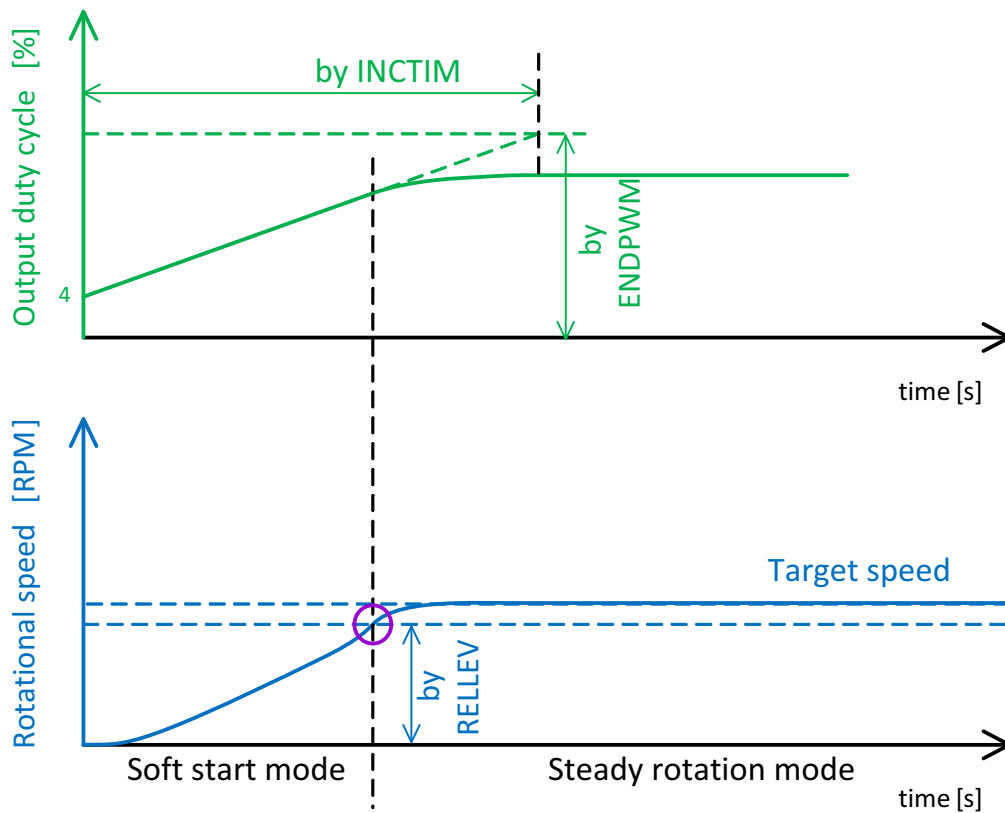 Output duty cycle [%]
by INCTIM
by
ENDPWM
4
time [s]
Rotational speed [RPM]
Target speed
by
RELLEV
Soft start mode
Steady rotation mode
time [s]